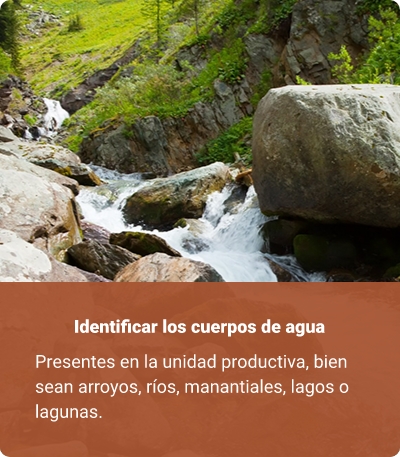 Identificar los cuerpos de agua
Presentes en la unidad productiva, bien
sean arroyos, ríos, manantiales, lagos o
lagunas.